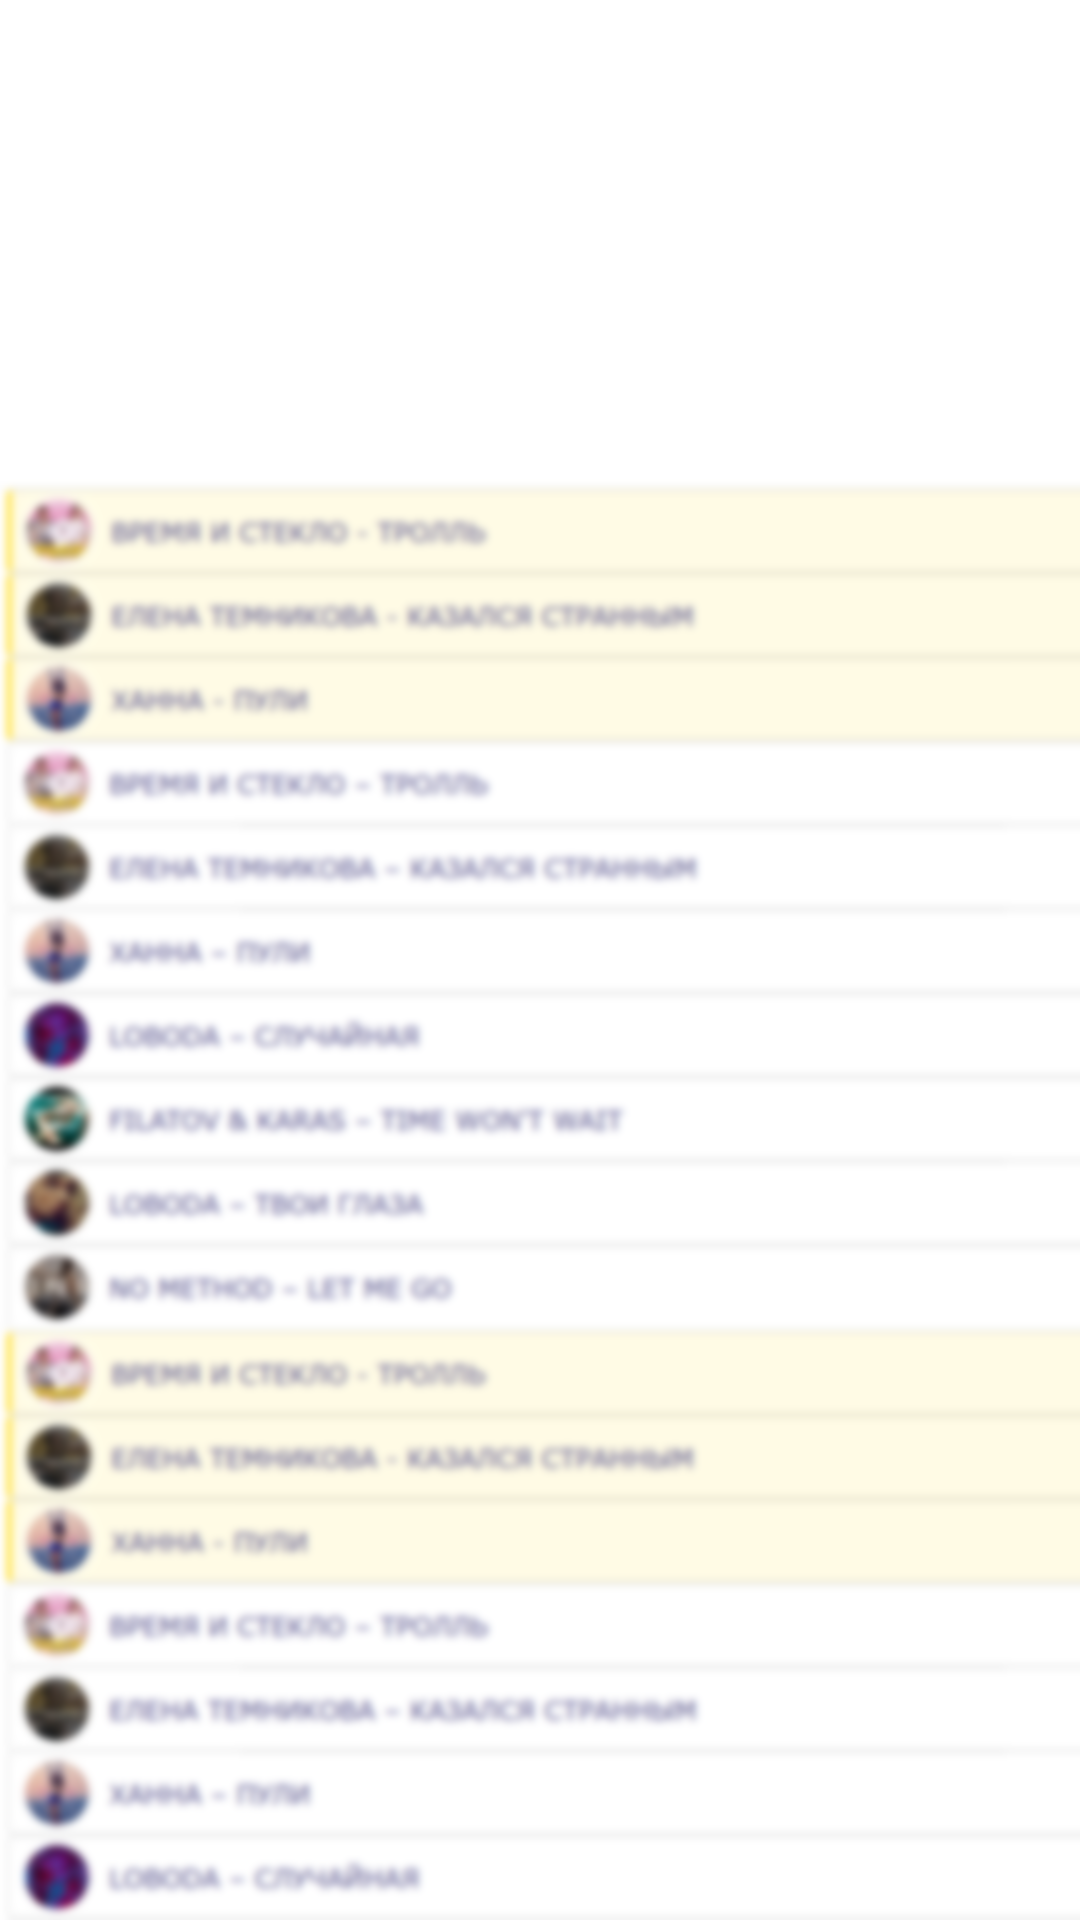 ВРЕМЯ И СТЕКЛО - ТРОЛЛЬ
ЕЛЕНА ТЕМНИКОВА - КАЗАЛСЯ СТРАННЫМ
ХАННА - ПУЛИ
ВРЕМЯ И СТЕКЛО – ТРОЛЛЬ
ЕЛЕНА ТЕМНИКОВА – КАЗАЛСЯ СТРАННЫМ
ХАННА – ПУЛИ
LOBODA – СЛУЧАЙНАЯ
FILATOV & KARAS – TIME WON'T WAIT
LOBODA – ТВОИ ГЛАЗА
NO METHOD – LET ME GO
ВРЕМЯ И СТЕКЛО - ТРОЛЛЬ
ЕЛЕНА ТЕМНИКОВА - КАЗАЛСЯ СТРАННЫМ
ХАННА - ПУЛИ
ВРЕМЯ И СТЕКЛО – ТРОЛЛЬ
ЕЛЕНА ТЕМНИКОВА – КАЗАЛСЯ СТРАННЫМ
ХАННА – ПУЛИ
LOBODA – СЛУЧАЙНАЯ